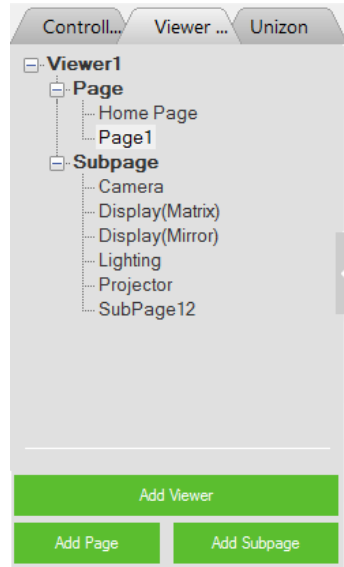 Controll... Viewer ... Unizon
Viewer1
Page
Home Page
Page1
Subpage
Camera
Display(Matrix)
Display(Mirror)
Lighting
Projector
SubPage12
Add Viewer
Add Page Add Subpage